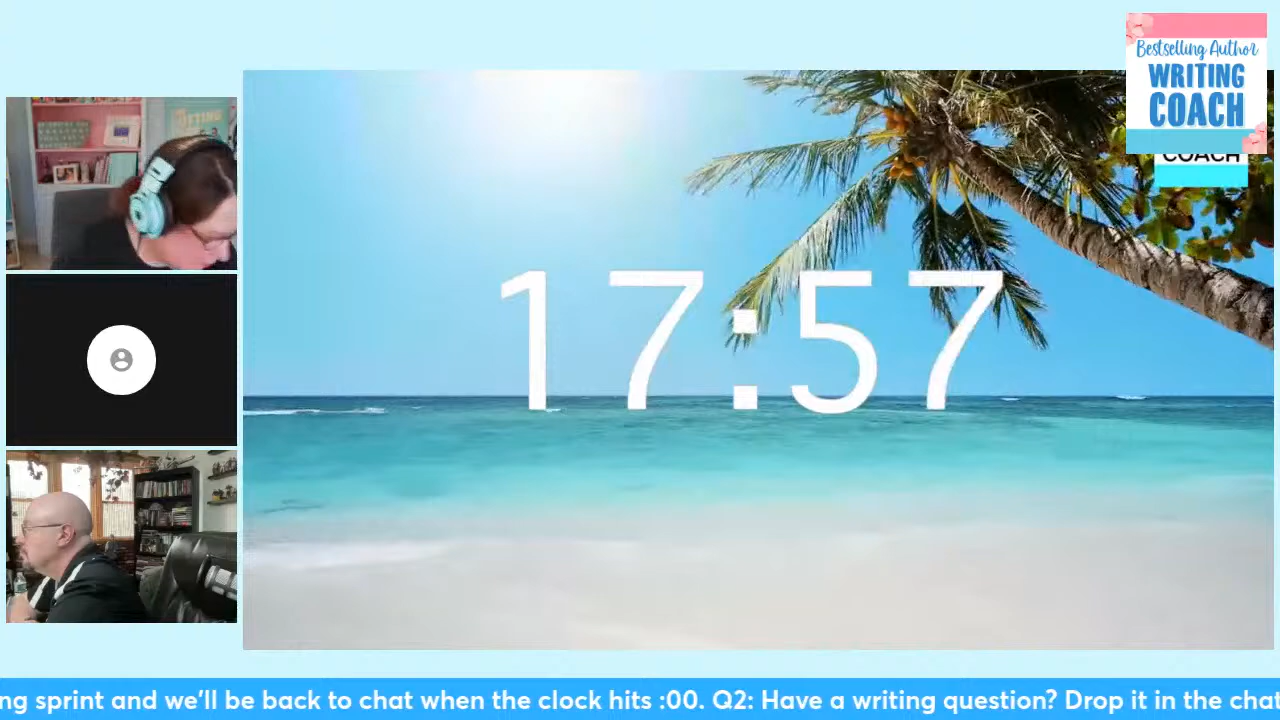 Bestselling Author
WRITING
COACH
COACH
17:57
ng sprint and we'll be back to chat when the clock hits :00. Q2: Have a writing question? Drop it in the chat